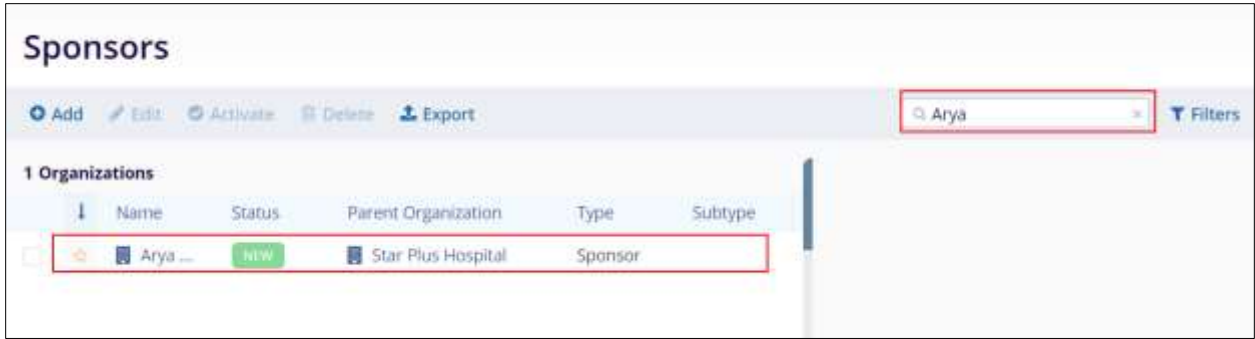 Sponsors
Add Edit Activate Delete Export Arya × Filters
1 Organizations
Name Status Parent Organization Type Subtype
Arya ... NEW Star Plus Hospital Sponsor